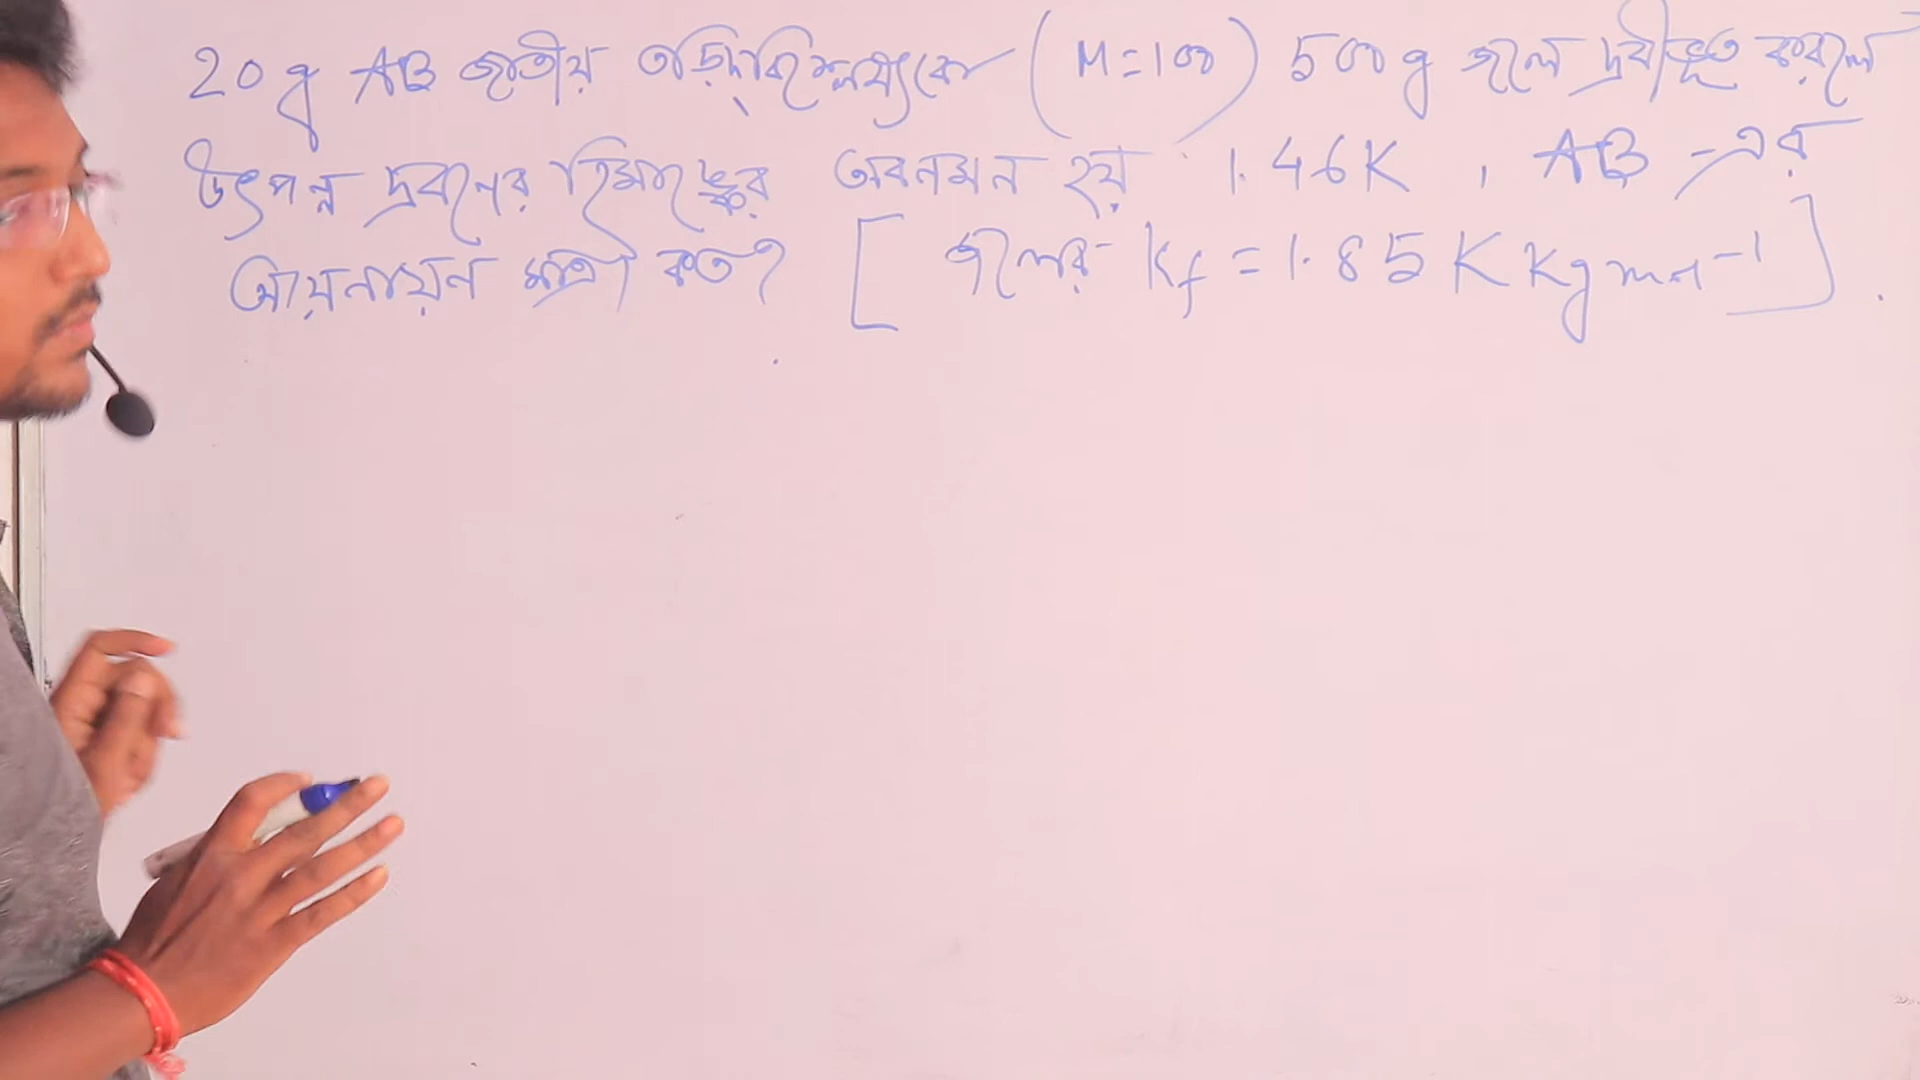 20 g AB জাতীয় তড়িৎবিশ্লেষ্যকে (M=100) 500 g জলে দ্রবীভূত করলে
উৎপন্ন দ্রবনের হিমাঙ্কের অবনমন হয় 1.46K , AB -এর
আয়নায়ন মাত্রা কত? [ জলের kf = 1.85 K Kg mol-1 ] .